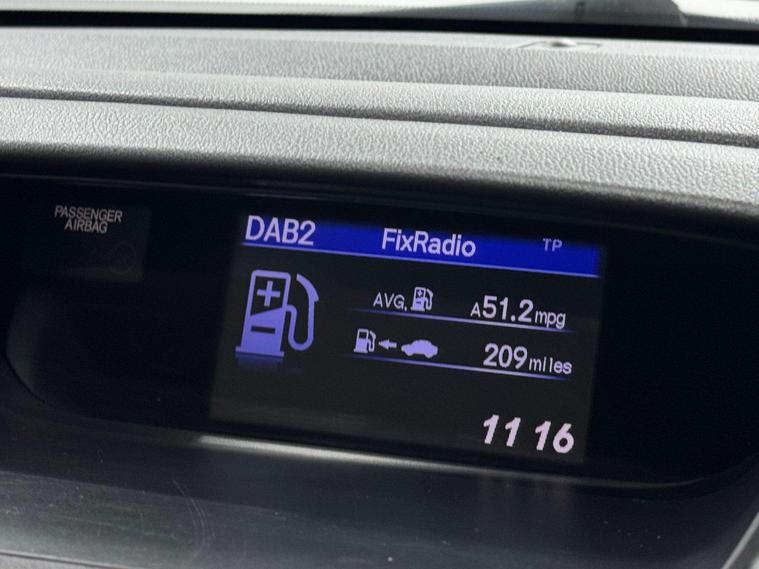 PASSENGER
AIRBAG
DAB2 FixRadio TP
AVG. A51.2mpg
209miles
11 16